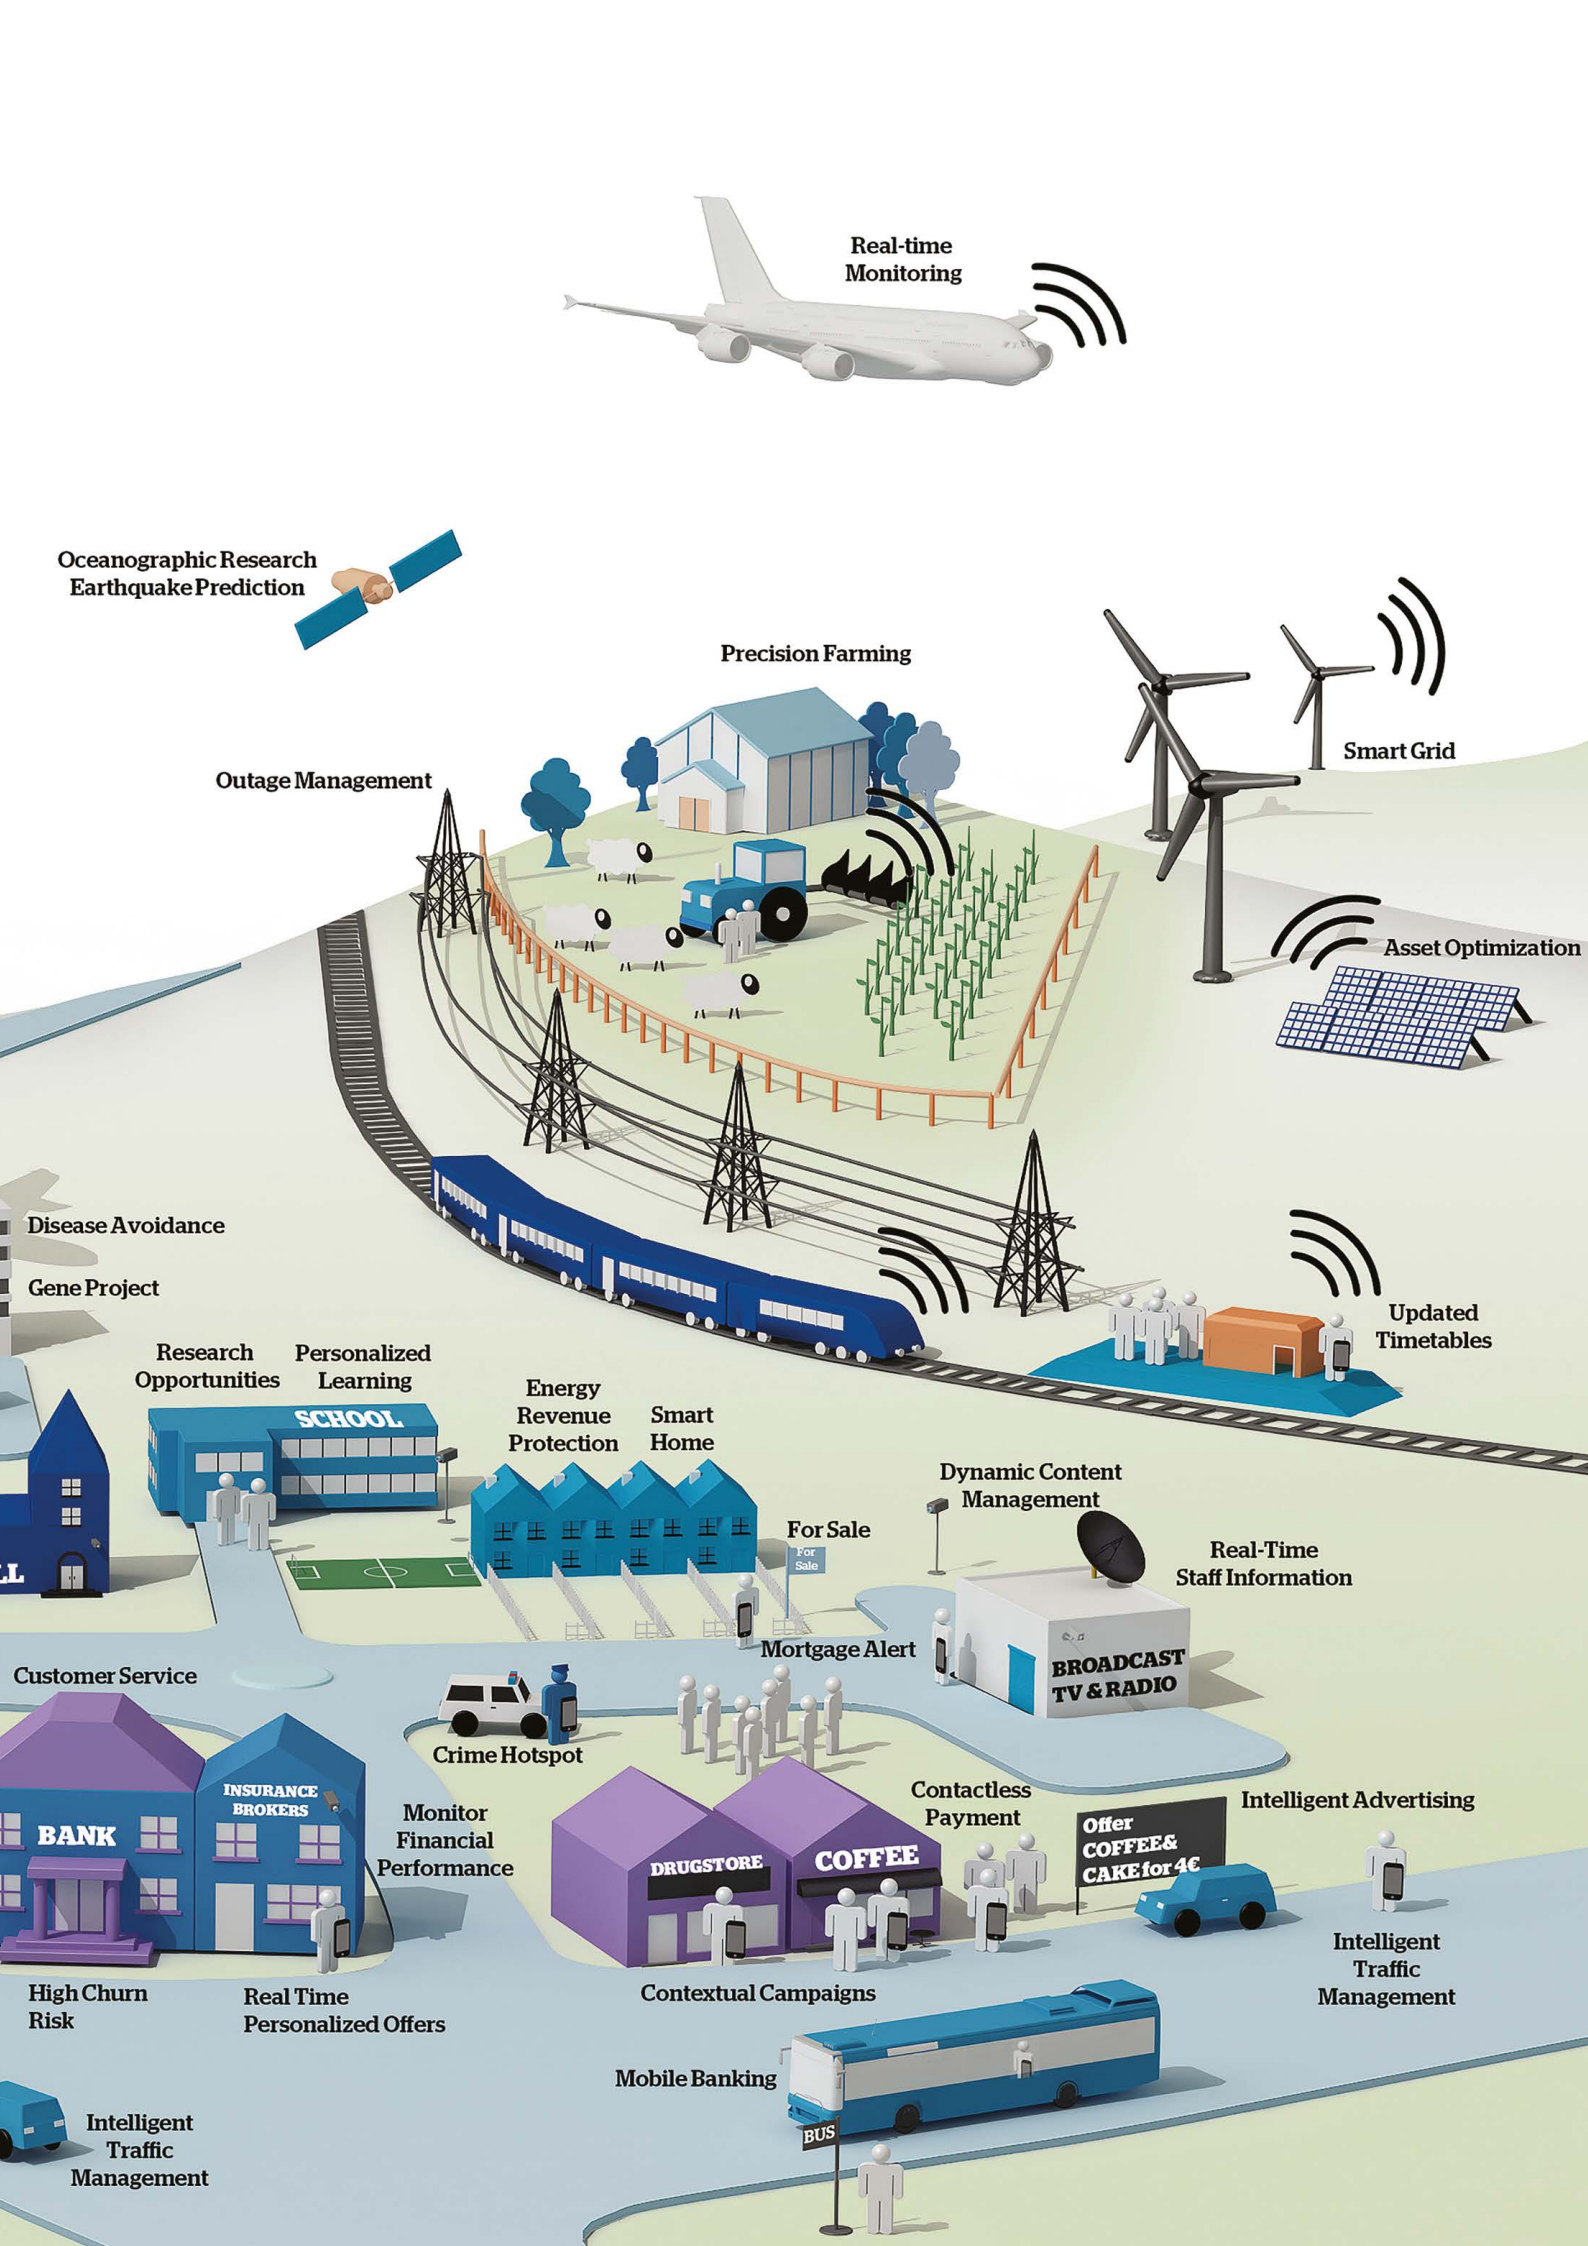 Real-time
Monitoring
Oceanographic Research
Earthquake Prediction
Precision Farming
Smart Grid
Outage Management
Asset Optimization
Disease Avoidance
Gene Project
Updated
Timetables
Research
Opportunities
Personalized
Learning
SCHOOL
Energy
Revenue
Protection
Smart
Home
Dynamic Content
Management
For Sale
For
Sale
Real-Time
Staff Information
LL
Mortgage Alert
BROADCAST
TV & RADIO
Customer Service
Crime Hotspot
INSURANCE
BROKERS
BANK
Monitor
Financial
Performance
Contactless
Payment
Intelligent Advertising
Offer
COFFEE&
CAKE for 4€
DRUGSTORE
COFFEE
Intelligent
Traffic
Management
High Churn
Risk
Real Time
Personalized Offers
Contextual Campaigns
Mobile Banking
BUS
Intelligent
Traffic
Management